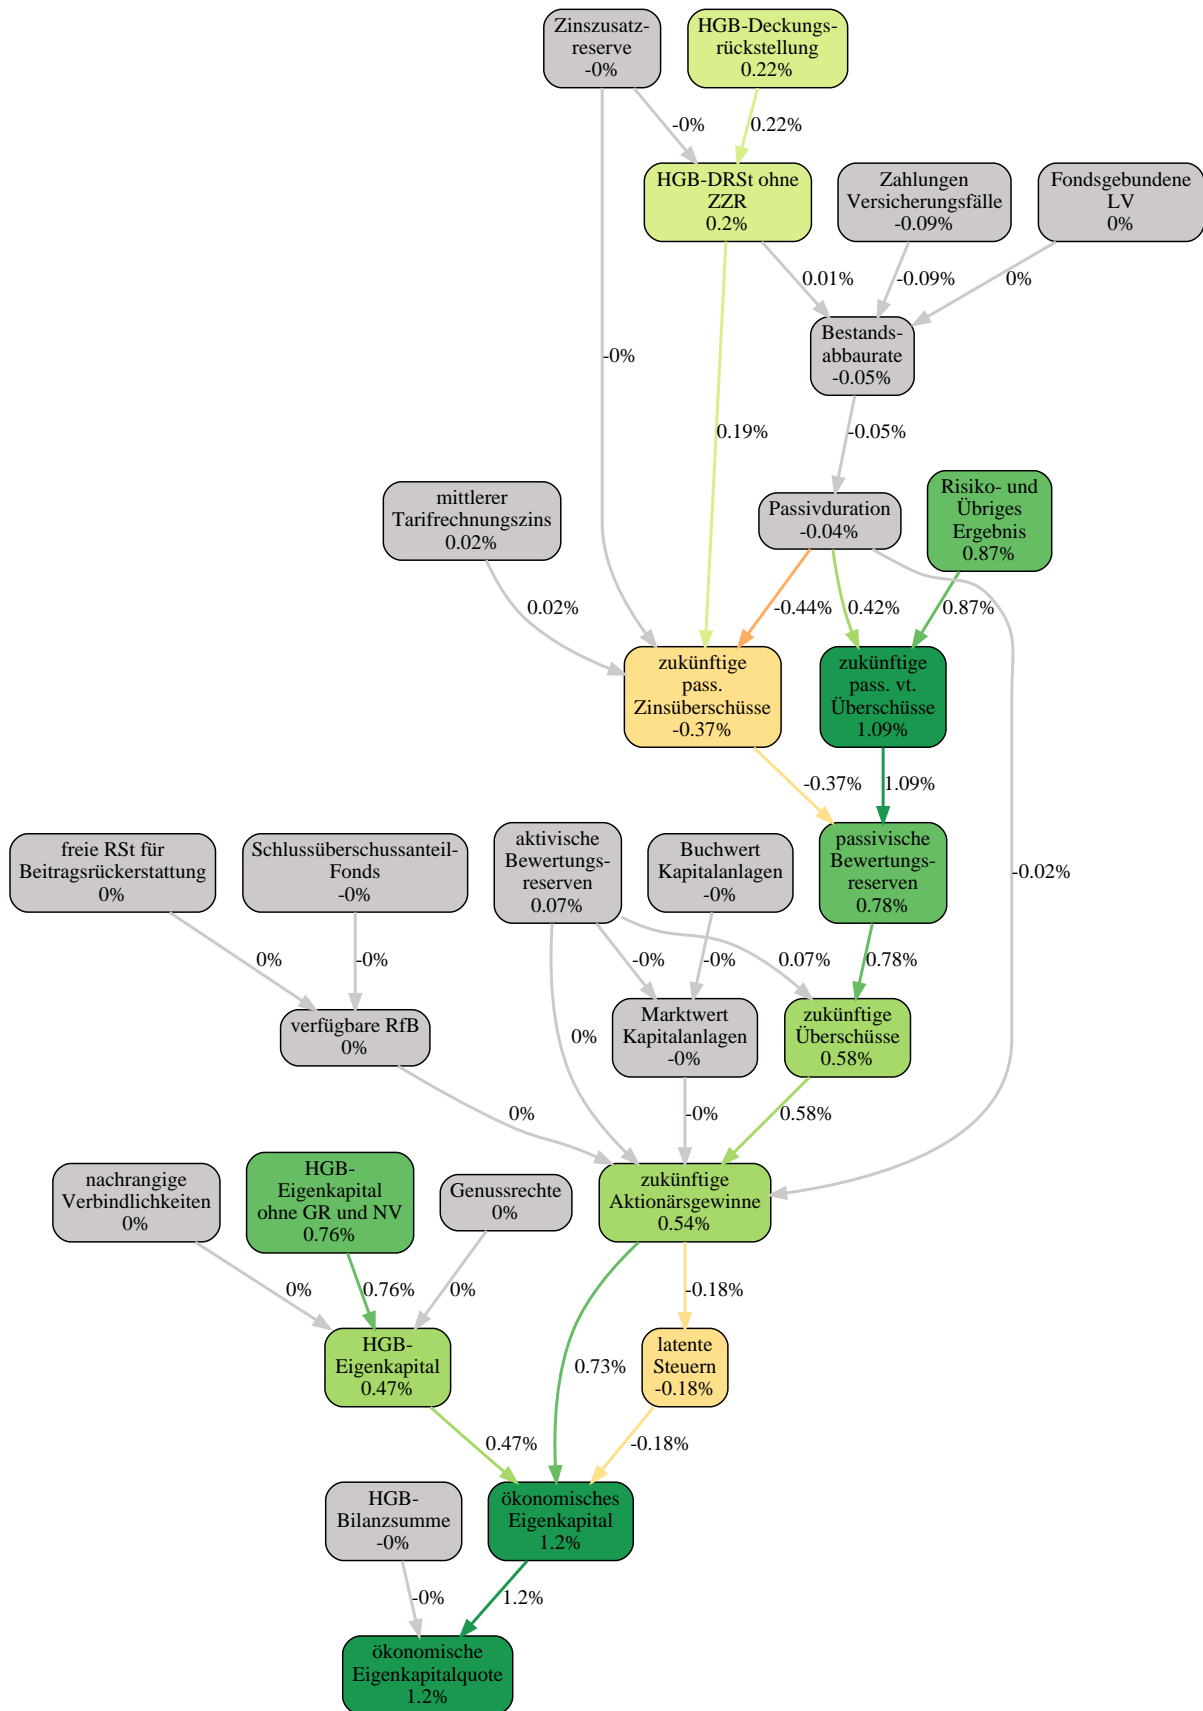 Zinszusatz-
reserve
-0%
HGB-Deckungs-
rückstellung
0.22%
-0%
0.22%
HGB-DRSt ohne
ZZR
0.2%
Zahlungen
Versicherungsfälle
-0.09%
Fondsgebundene
LV
0%
0.01%
-0.09%
0%
Bestands-
abbaurate
-0.05%
-0%
0.19%
-0.05%
mittlerer
Tarifrechnungszins
0.02%
Passivduration
-0.04%
Risiko- und
Übriges
Ergebnis
0.87%
0.02%
-0.44%
0.42%
0.87%
zukünftige
pass.
Zinsüberschüsse
-0.37%
zukünftige
pass. vt.
Überschüsse
1.09%
-0.37%
1.09%
freie RSt für
Beitragsrückerstattung
0%
Schlussüberschussanteil-
Fonds
-0%
aktivische
Bewertungs-
reserven
0.07%
Buchwert
Kapitalanlagen
-0%
passivische
Bewertungs-
reserven
0.78%
-0.02%
0%
-0%
-0%
-0%
0.07%
0.78%
verfügbare RfB
0%
0%
Marktwert
Kapitalanlagen
-0%
zukünftige
Überschüsse
0.58%
0%
-0%
0.58%
nachrangige
Verbindlichkeiten
0%
HGB-
Eigenkapital
ohne GR und NV
0.76%
Genussrechte
0%
zukünftige
Aktionärsgewinne
0.54%
0%
0.76%
0%
-0.18%
HGB-
Eigenkapital
0.47%
0.73%
latente
Steuern
-0.18%
0.47%
-0.18%
HGB-
Bilanzsumme
-0%
ökonomisches
Eigenkapital
1.2%
-0%
1.2%
ökonomische
Eigenkapitalquote
1.2%